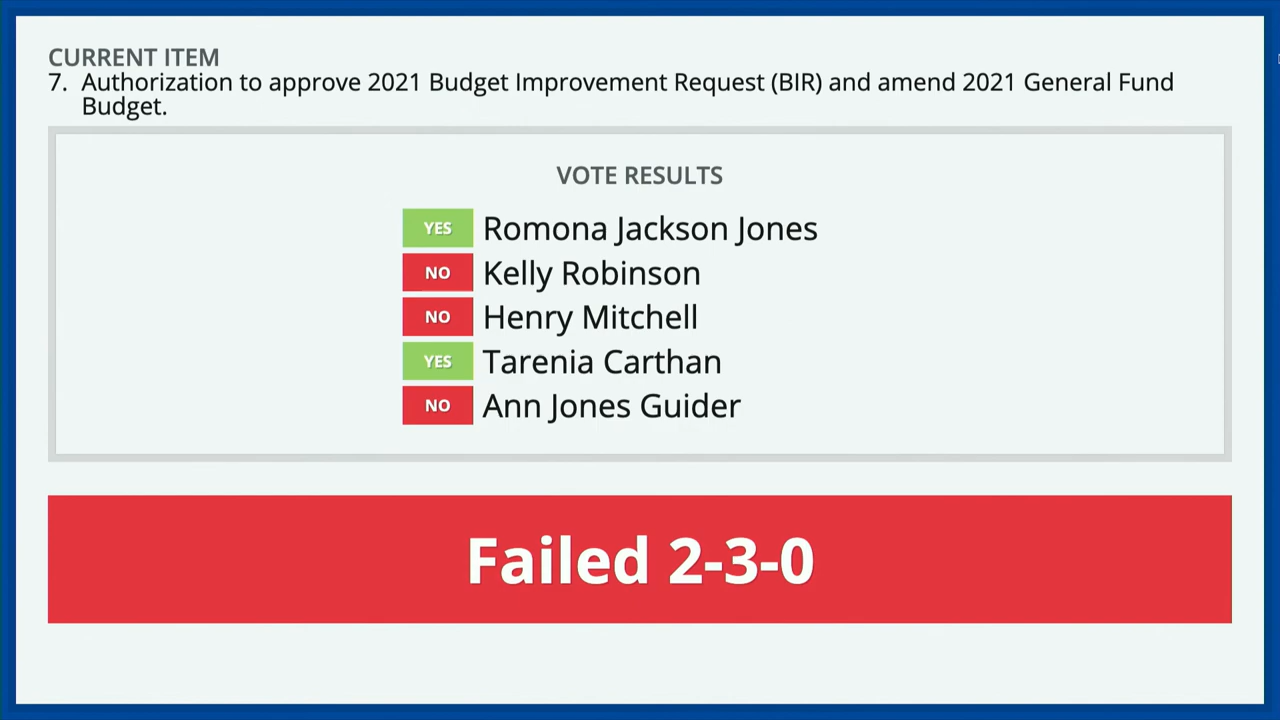 CURRENT ITEM
7. Authorization to approve 2021 Budget Improvement Request (BIR) and amend 2021 General Fund
Budget.
VOTE RESULTS
YES Romona Jackson Jones
NO Kelly Robinson
NO Henry Mitchell
YES Tarenia Carthan
NO Ann Jones Guider
Failed 2-3-0